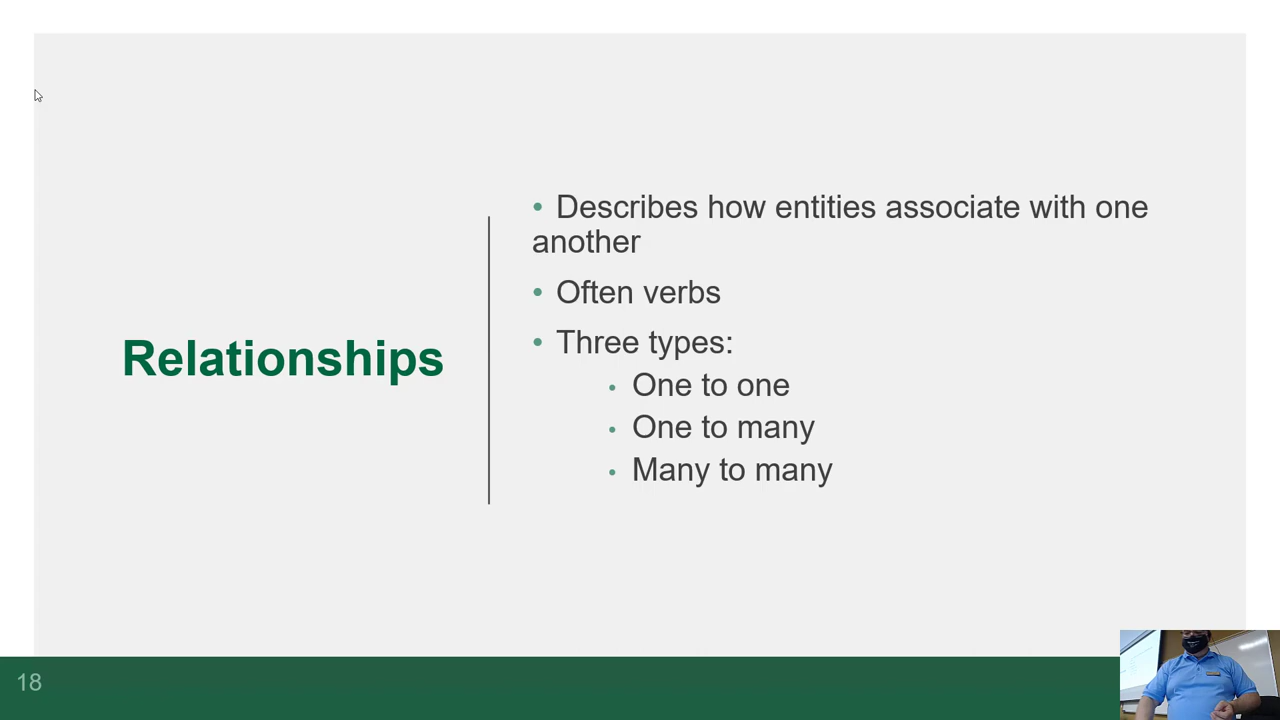 Relationships
• Describes how entities associate with one
another
• Often verbs
• Three types:
• One to one
• One to many
• Many to many
18